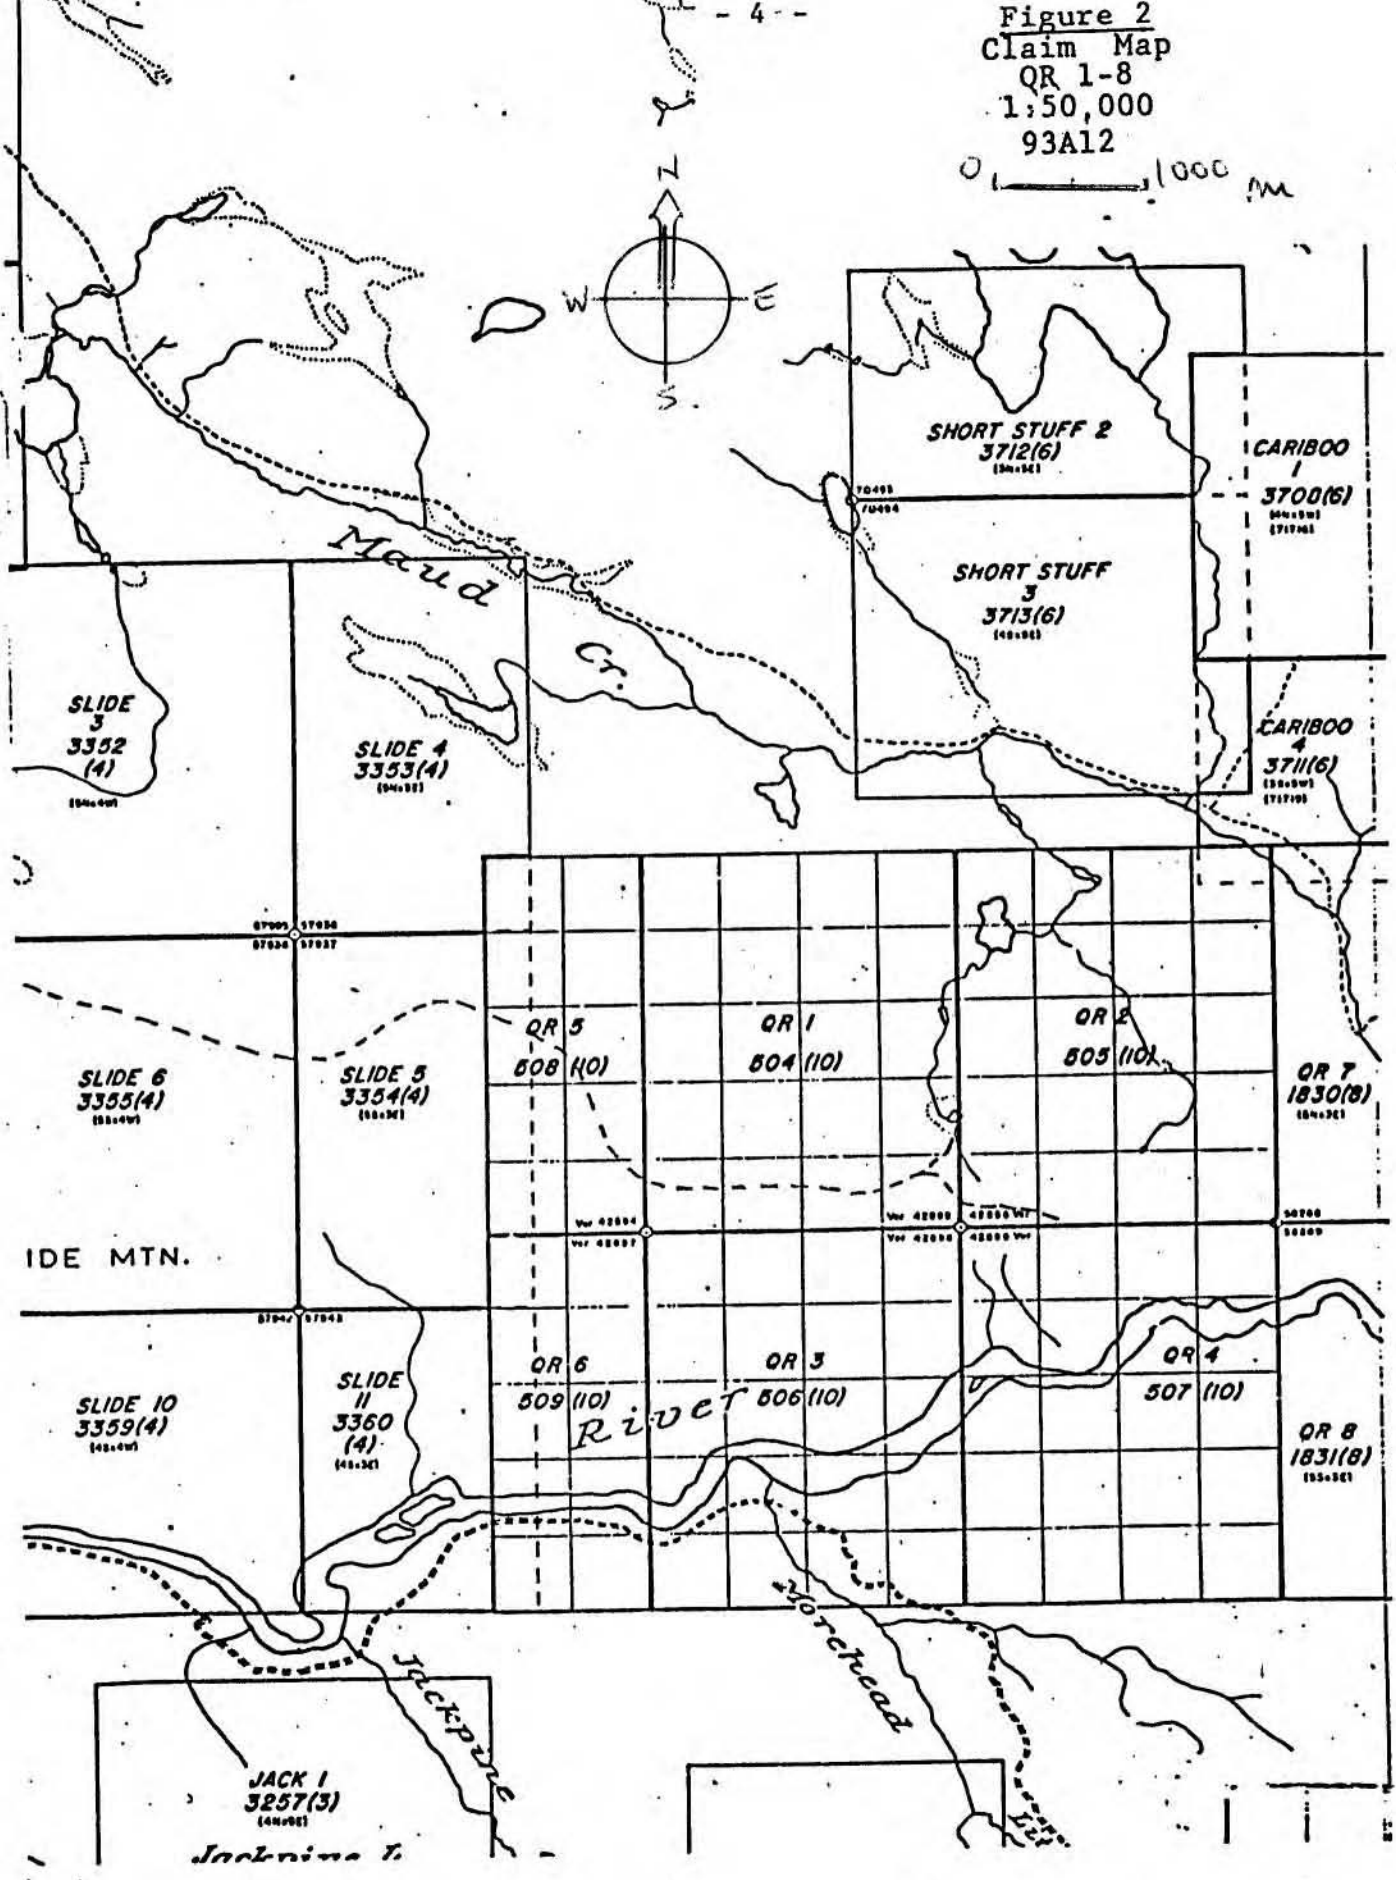 - 4 - -
Figure 2
Claim Map
QR 1-8
1:50,000
93A12
0 1000 m
N
W E
S.
SHORT STUFF 2
3712(6)
CARIBOO
1
3700(6)
SHORT STUFF
3
3713(6)
Maud
Cr.
SLIDE
3
3352
(4)
SLIDE 4
3353(4)
CARIBOO
4
3711(6)
QR 5
508 (10)
QR 1
504 (10)
QR 2
505 (10)
SLIDE 6
3355(4)
SLIDE 5
3354(4)
QR 7
1830(8)
IDE MTN.
QR 6
509 (10)
QR 3
506 (10)
QR 4
507 (10)
River
SLIDE 10
3359(4)
SLIDE
11
3360
(4)
QR 8
1831(8)
Jackpine
Morehead
JACK 1
3257(3)
Jackpine L.